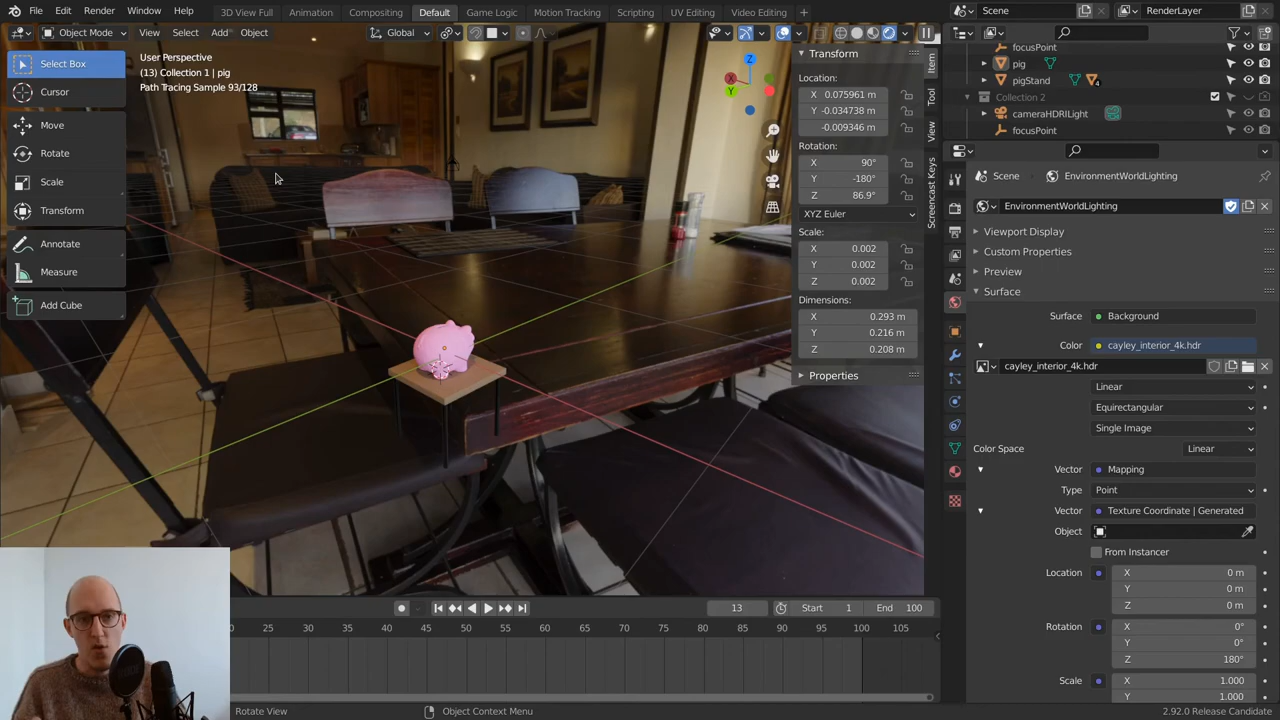 File Edit Render Window Help 3D View Full Animation Compositing Default Game Logic Motion Tracking Scripting UV Editing Video Editing + Scene RenderLayer
Object Mode View Select Add Object Global
Select Box
Cursor
Move
Rotate
Scale
Transform
Annotate
Measure
Add Cube
User Perspective
(13) Collection 1 | pig
Path Tracing Sample 93/128
Z
X
Y
Transform
Location:
X 0.075961 m
Y -0.034738 m
-0.009346 m
Rotation:
X 90°
Y -180°
Z 86.9°
XYZ Euler
Scale:
X 0.002
Y 0.002
Z 0.002
Dimensions:
X 0.293 m
Y 0.216 m
Z 0.208 m
Properties
Item
Tool
View
Screencast Keys
focusPoint
pig
pigStand 4
Collection 2
cameraHDRILight
focusPoint
Scene EnvironmentWorldLighting
EnvironmentWorldLighting
Viewport Display
Custom Properties
Preview
Surface
Surface Background
Color cayley_interior_4k.hdr
cayley_interior_4k.hdr
Linear
Equirectangular
Single Image
Color Space Linear
Vector Mapping
Type Point
Vector Texture Coordinate | Generated
Object
From Instancer
Location X 0 m
Y 0 m
Z 0 m
Rotation X 0°
Y 0°
Z 180°
Scale X 1.000
Y 1.000
13 Start 1 End 100
25 30 35 40 45 50 55 60 65 70 75 80 85 90 95 100 105
Rotate View Object Context Menu 2.92.0 Release Candidate